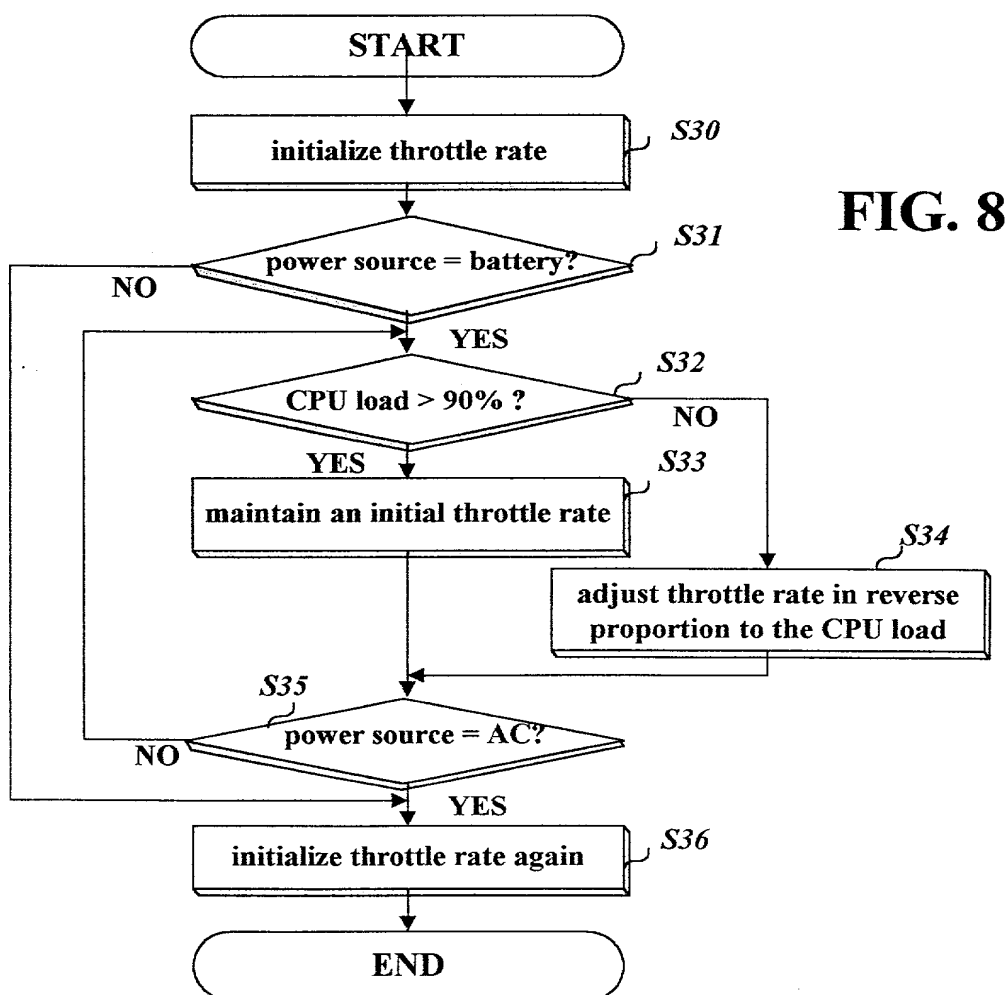 START
initialize throttle rate
S30
FIG. 8
power source = battery?
S31
NO
YES
CPU load > 90% ?
S32
NO
YES
S33
maintain an initial throttle rate
S34
adjust throttle rate in reverse
proportion to the CPU load
S35
power source = AC?
NO
YES
initialize throttle rate again
S36
END